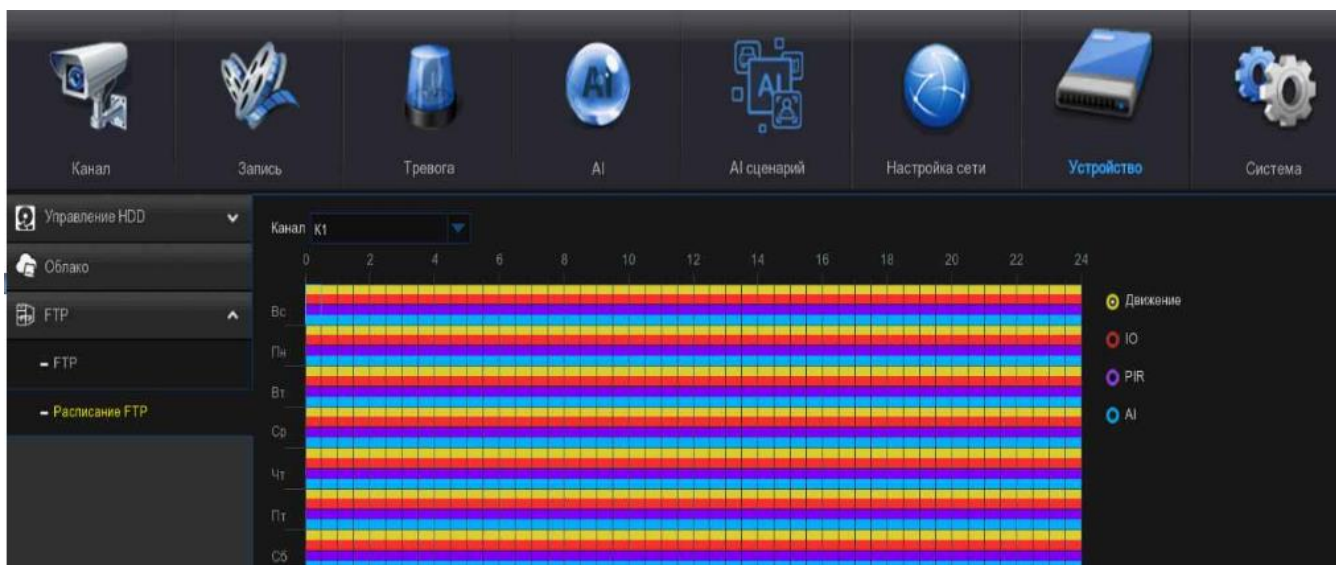 Канал Запись Тревога AI AI сценарий Настройка сети Устройство Система
Управление HDD
Облако
FTP
– FTP
– Расписание FTP
Канал K1
0 2 4 6 8 10 12 14 16 18 20 22 24
Вс
Пн
Вт
Ср
Чт
Пт
Сб
Движение
IO
PIR
AI